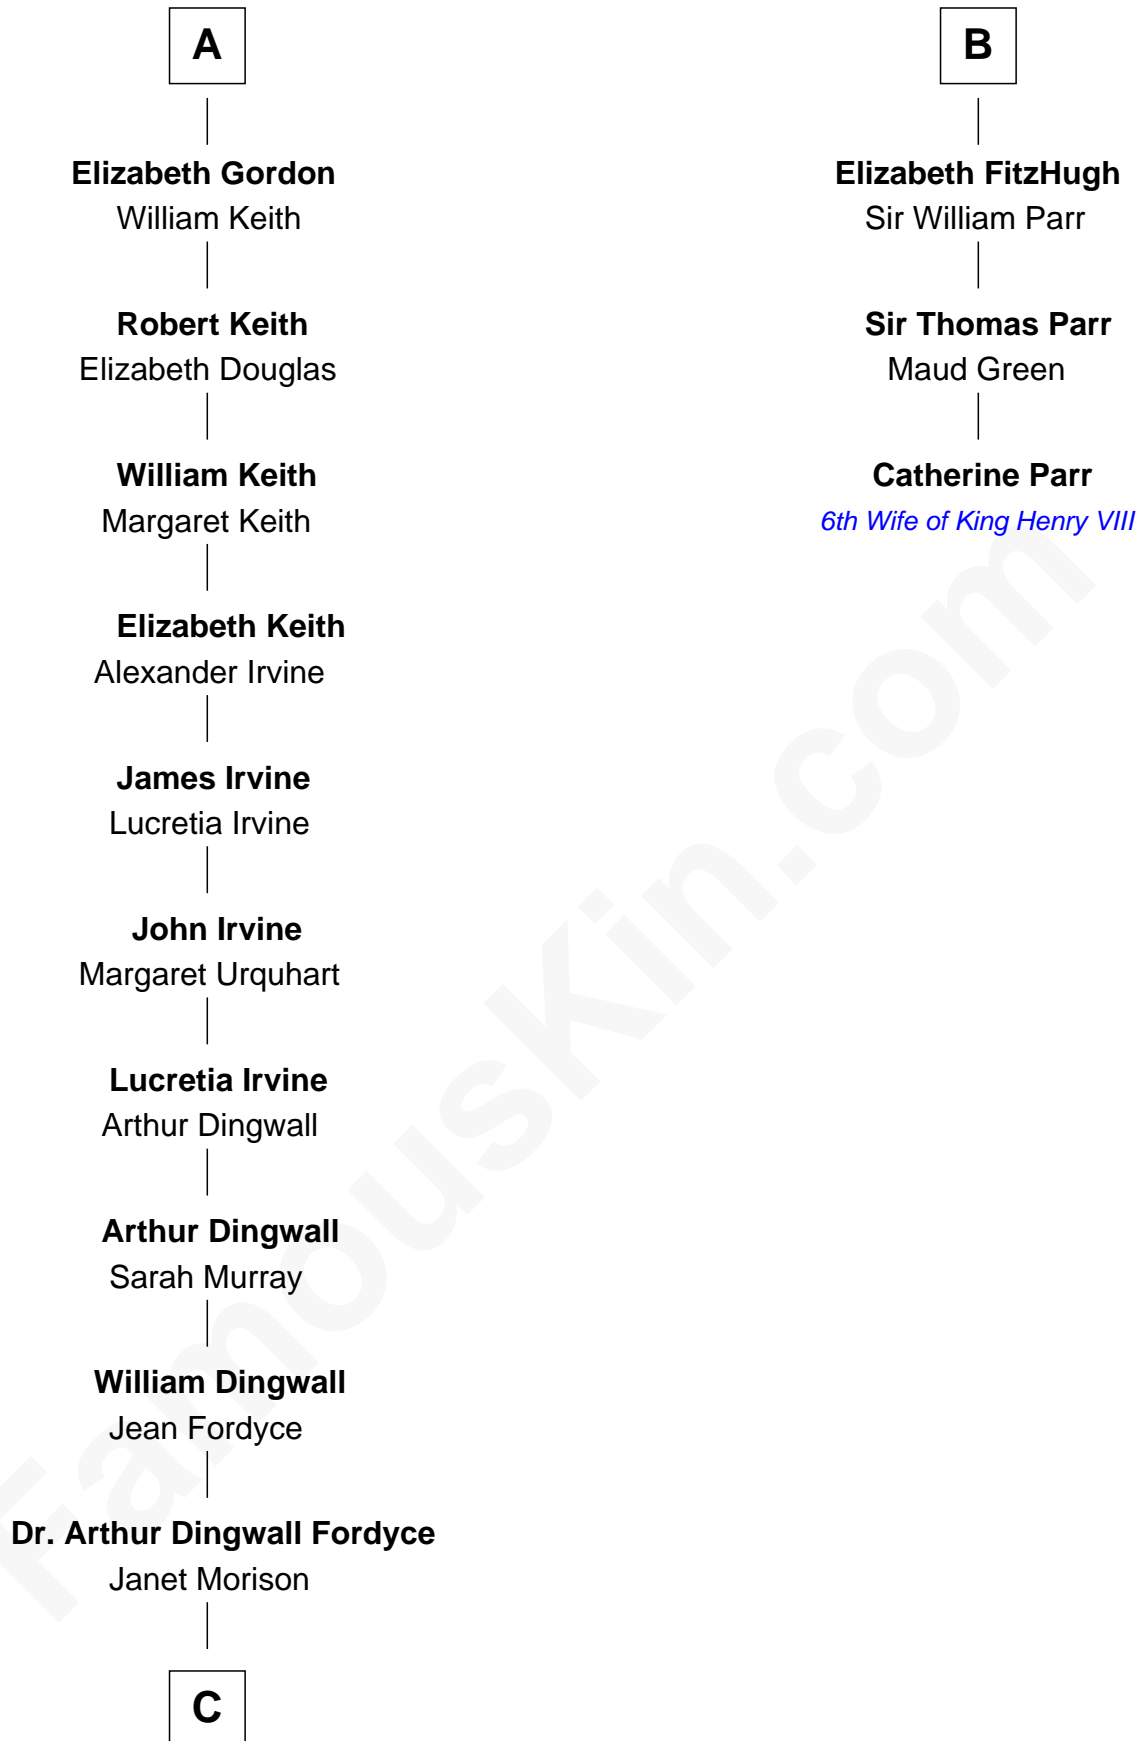 A
Elizabeth Gordon
William Keith
Robert Keith
Elizabeth Douglas
William Keith
Margaret Keith
Elizabeth Keith
Alexander Irvine
James Irvine
Lucretia Irvine
John Irvine
Margaret Urquhart
Lucretia Irvine
Arthur Dingwall
Arthur Dingwall
Sarah Murray
William Dingwall
Jean Fordyce
Dr. Arthur Dingwall Fordyce
Janet Morison
C
B
Elizabeth FitzHugh
Sir William Parr
Sir Thomas Parr
Maud Green
Catherine Parr
6th Wife of King Henry VIII
FamousKin.com